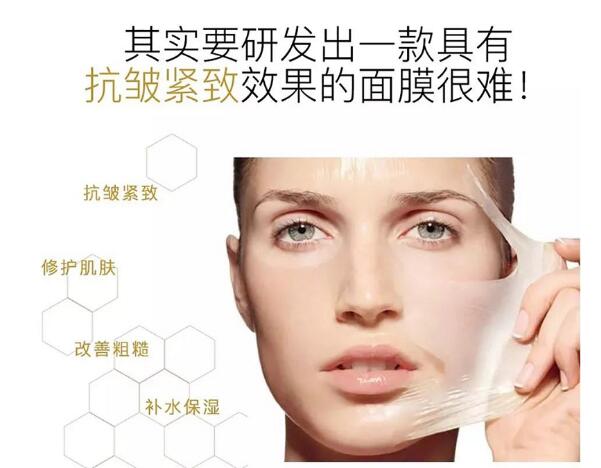 其实要研发出一款具有
抗皱紧致效果的面膜很难!
抗皱紧致
修护肌肤
改善粗糙
补水保湿